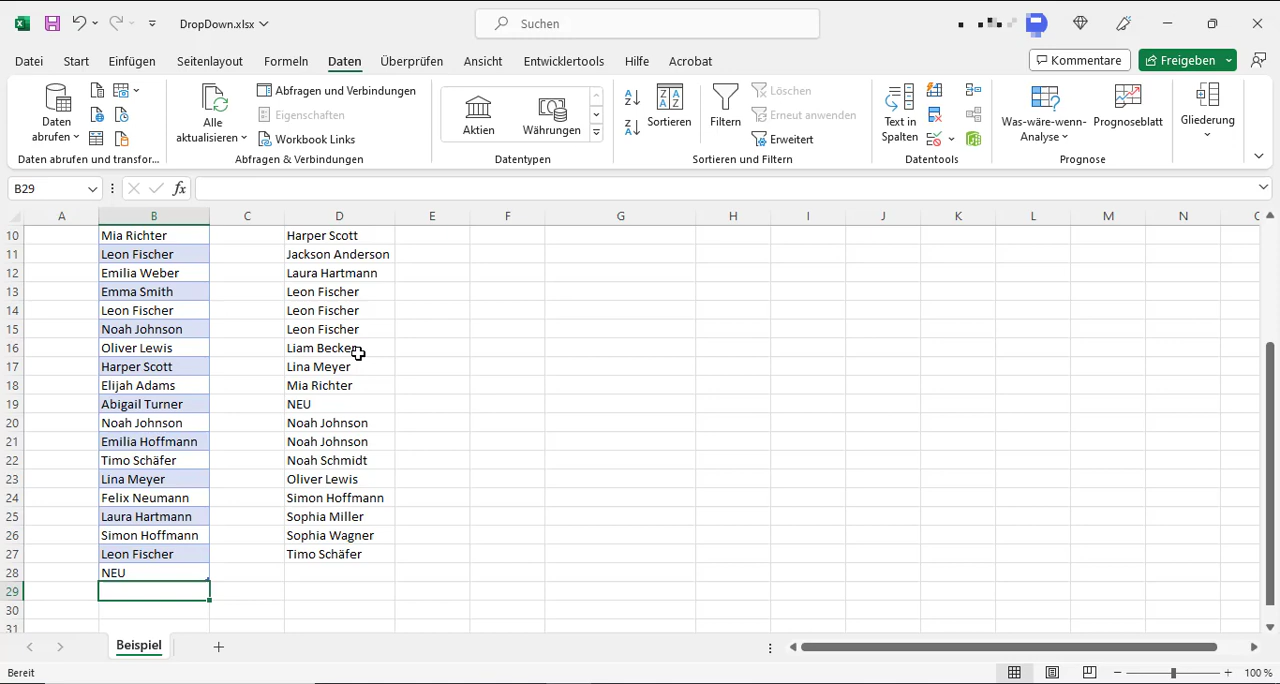 DropDown.xlsx
Suchen
Datei Start Einfügen Seitenlayout Formeln Daten Überprüfen Ansicht Entwicklertools Hilfe Acrobat
Kommentare
Freigeben
Daten abrufen
Alle aktualisieren
Abfragen und Verbindungen
Eigenschaften
Workbook Links
Aktien
Währungen
Sortieren
Filtern
Löschen
Erneut anwenden
Erweitert
Text in Spalten
Was-wäre-wenn-Analyse
Prognoseblatt
Gliederung
Daten abrufen und transfor... Abfragen & Verbindungen Datentypen Sortieren und Filtern Datentools Prognose
B29 fx
A B C D E F G H I J K L M N
10 Mia Richter Harper Scott
11 Leon Fischer Jackson Anderson
12 Emilia Weber Laura Hartmann
13 Emma Smith Leon Fischer
14 Leon Fischer Leon Fischer
15 Noah Johnson Leon Fischer
16 Oliver Lewis Liam Becker
17 Harper Scott Lina Meyer
18 Elijah Adams Mia Richter
19 Abigail Turner NEU
20 Noah Johnson Noah Johnson
21 Emilia Hoffmann Noah Johnson
22 Timo Schäfer Noah Schmidt
23 Lina Meyer Oliver Lewis
24 Felix Neumann Simon Hoffmann
25 Laura Hartmann Sophia Miller
26 Simon Hoffmann Sophia Wagner
27 Leon Fischer Timo Schäfer
28 NEU
29
30
31
Beispiel
Bereit
100 %